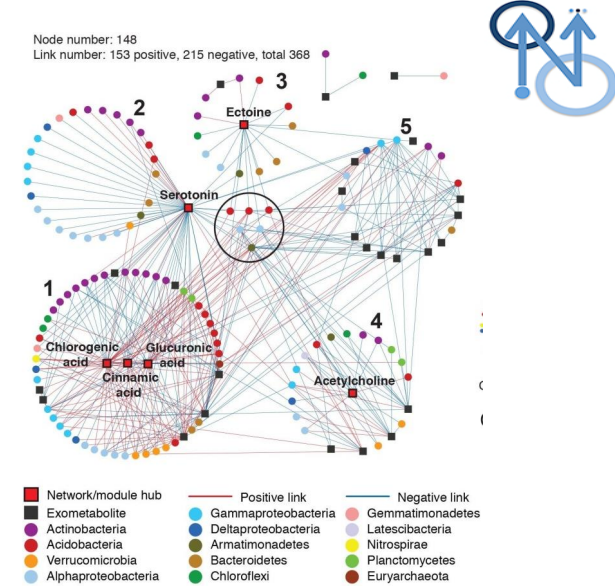 Node number: 148
Link number: 153 positive, 215 negative, total 368
3
2
Ectoine
5
Serotonin
1
4
Chlorogenic acid
Glucuronic acid
Cinnamic acid
Acetylcholine
Network/module hub
Positive link
Negative link
Exometabolite
Gammaproteobacteria
Gemmatimonadetes
Actinobacteria
Deltaproteobacteria
Latescibacteria
Acidobacteria
Armatimonadetes
Nitrospirae
Verrucomicrobia
Bacteroidetes
Planctomycetes
Alphaproteobacteria
Chloroflexi
Euryarchaeota